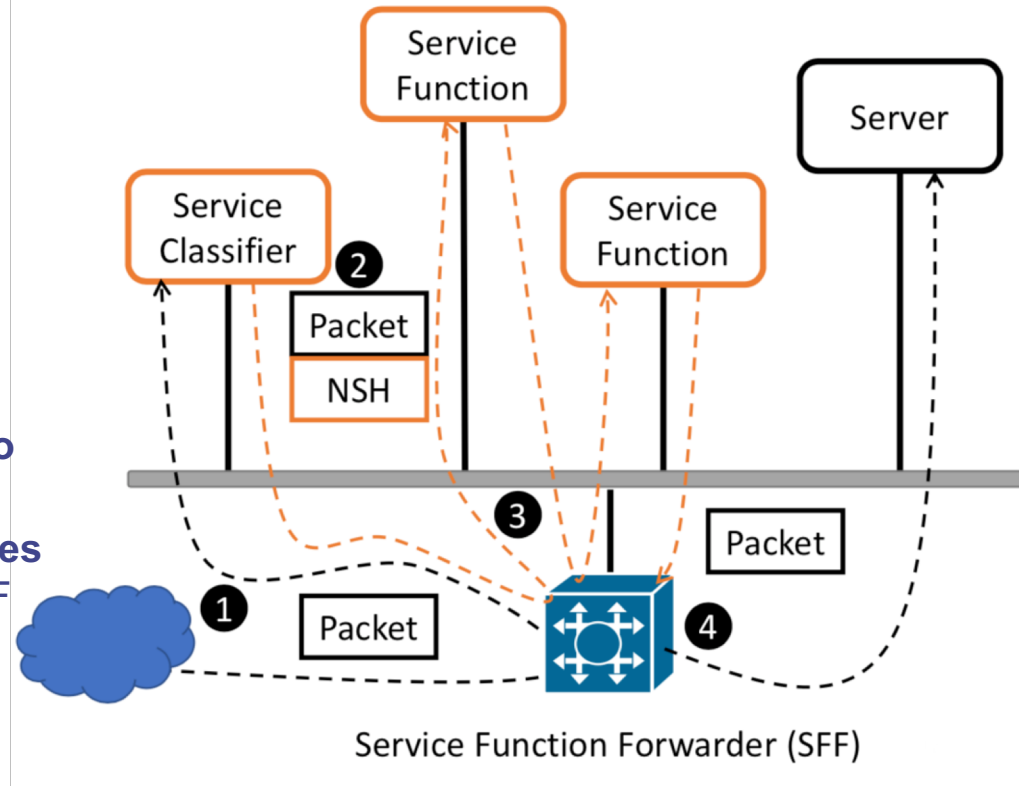 Service
Function
Server
Service
Classifier
Service
Function
2
Packet
NSH
3
Packet
1
Packet
4
Service Function Forwarder (SFF)